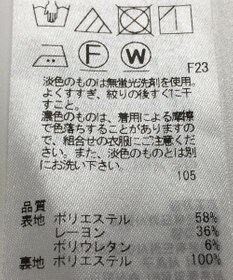 F W F23
淡色のものは無蛍光洗剤を使用。
よくすすぎ、絞りの後すぐに干
すこと。
濃色のものは、着用による摩擦
で色落ちすることがありますの
で、組合せの衣服にご注意下さ
い。また、淡色のものとは別に
お洗い下さい。
105
品質
表地 ポリエステル 58%
レーヨン 36%
ポリウレタン 6%
裏地 ポリエステル 100%